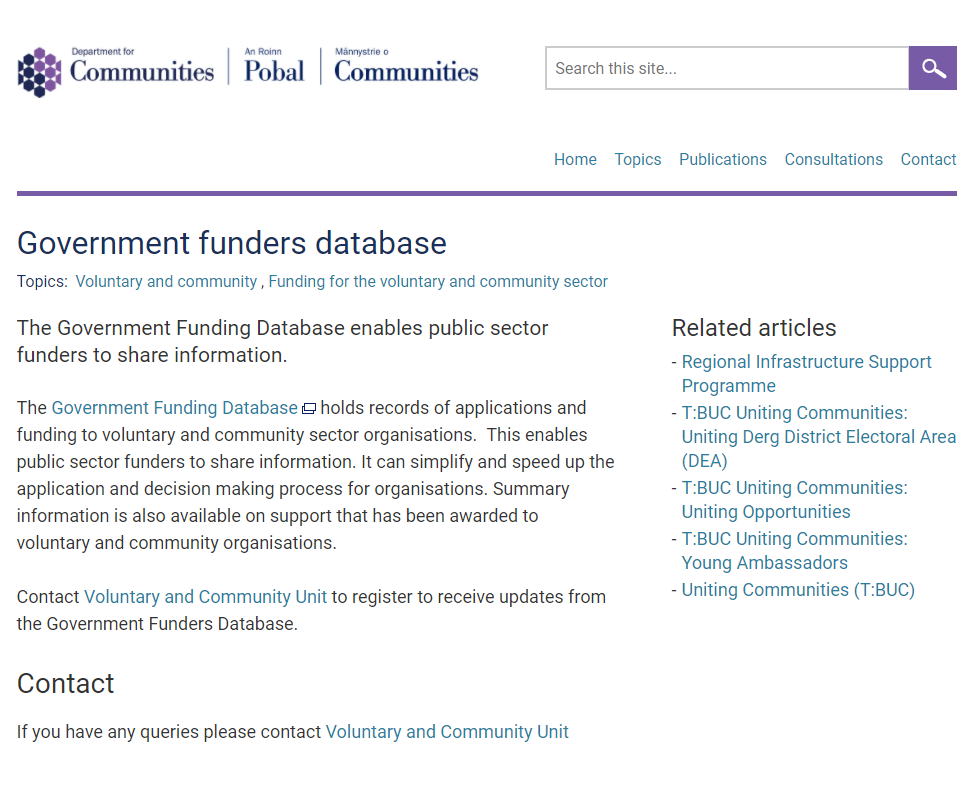 Department for
Communities
An Roinn
Pobal
Männystrie o
Communities
Search this site...
Home Topics Publications Consultations Contact
Government funders database
Topics: Voluntary and community , Funding for the voluntary and community sector
The Government Funding Database enables public sector
funders to share information.
The Government Funding Database holds records of applications and
funding to voluntary and community sector organisations. This enables
public sector funders to share information. It can simplify and speed up the
application and decision making process for organisations. Summary
information is also available on support that has been awarded to
voluntary and community organisations.
Contact Voluntary and Community Unit to register to receive updates from
the Government Funders Database.
Contact
If you have any queries please contact Voluntary and Community Unit
Related articles
- Regional Infrastructure Support
Programme
- T:BUC Uniting Communities:
Uniting Derg District Electoral Area
(DEA)
- T:BUC Uniting Communities:
Uniting Opportunities
- T:BUC Uniting Communities:
Young Ambassadors
- Uniting Communities (T:BUC)